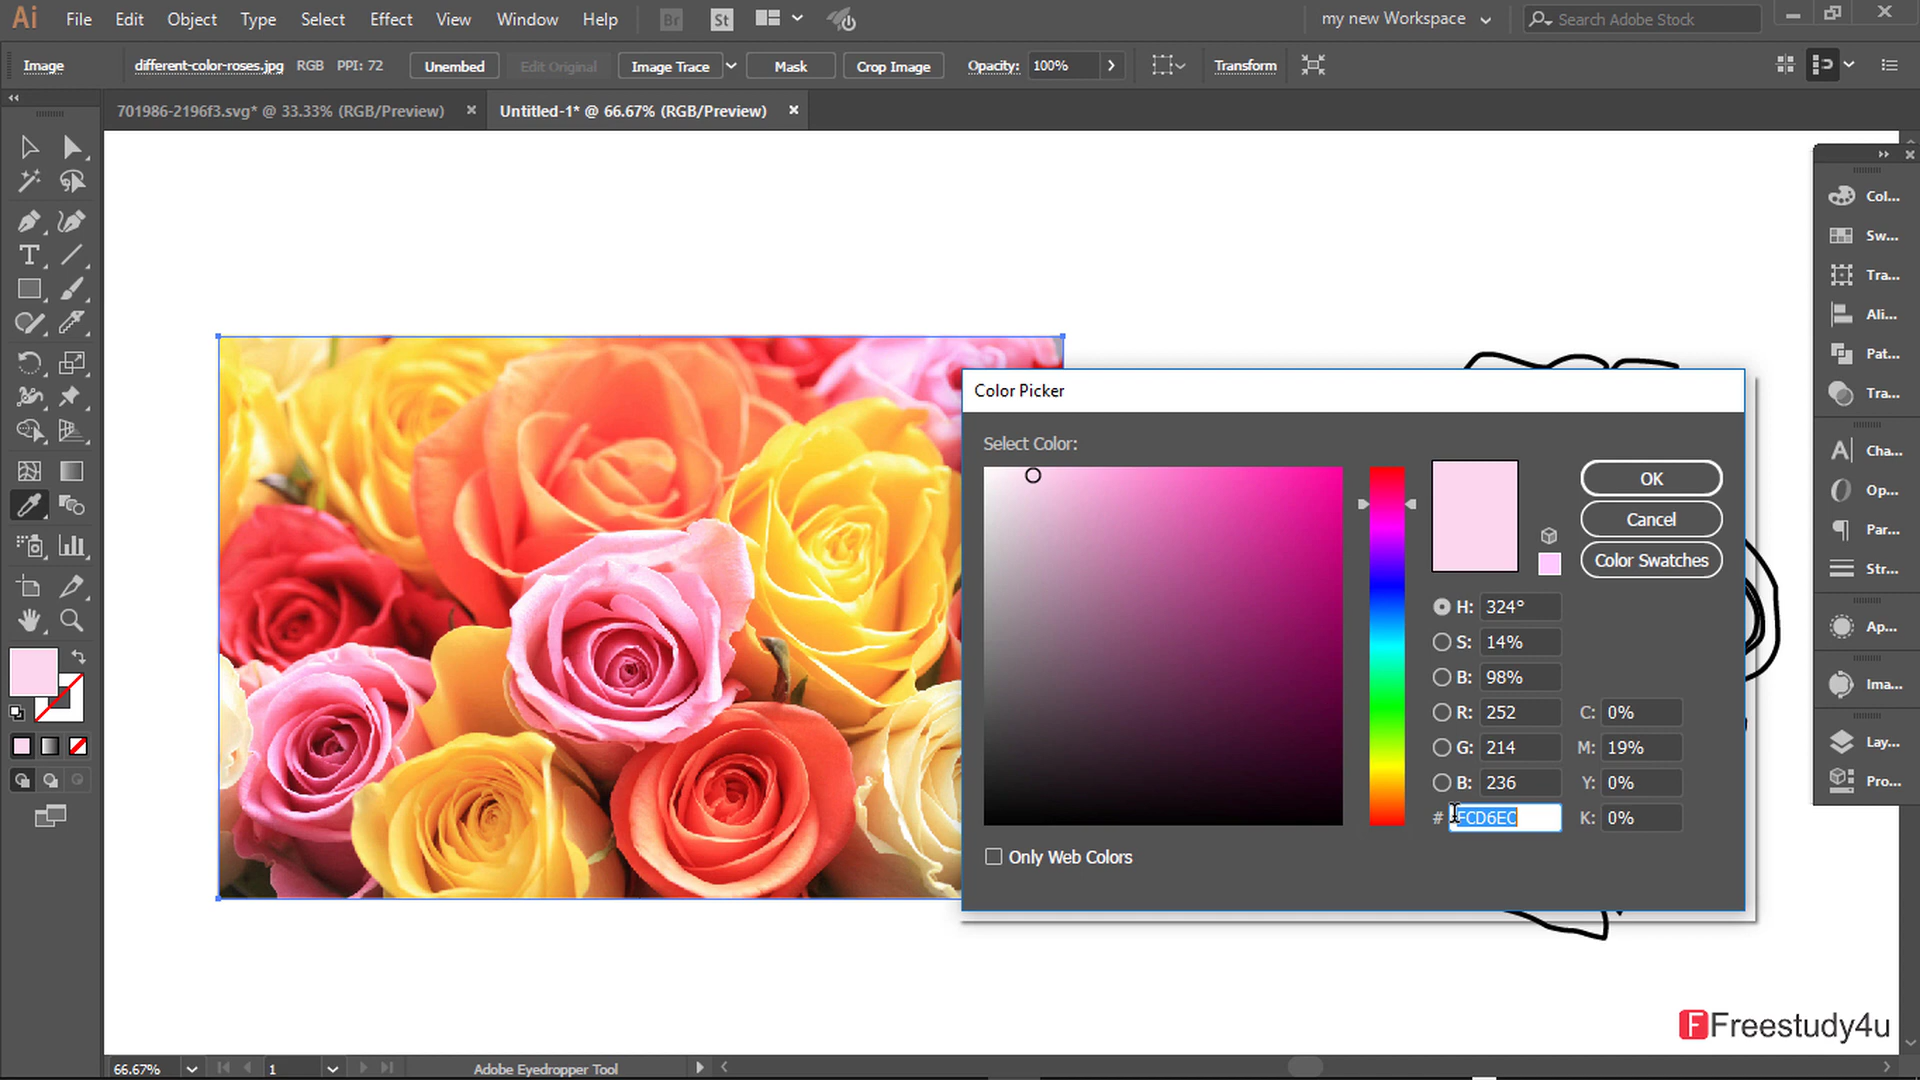 Ai File Edit Object Type Select Effect View Window Help Br St my new Workspace Search Adobe Stock
Image different-color-roses.jpg RGB PPI: 72 Unembed Edit Original Image Trace Mask Crop Image Opacity: 100% Transform
701986-2196f3.svg* @ 33.33% (RGB/Preview) Untitled-1* @ 66.67% (RGB/Preview)
Col...
Sw...
Tra...
Ali...
Pat...
Tra...
Cha...
Op...
Par...
Str...
Ap...
Ima...
Lay...
Pro...
Color Picker
Select Color:
OK
Cancel
Color Swatches
H: 324°
S: 14%
B: 98%
R: 252 C: 0%
G: 214 M: 19%
B: 236 Y: 0%
# FCD6EC K: 0%
Only Web Colors
F Freestudy4u
66.67% 1 Adobe Eyedropper Tool